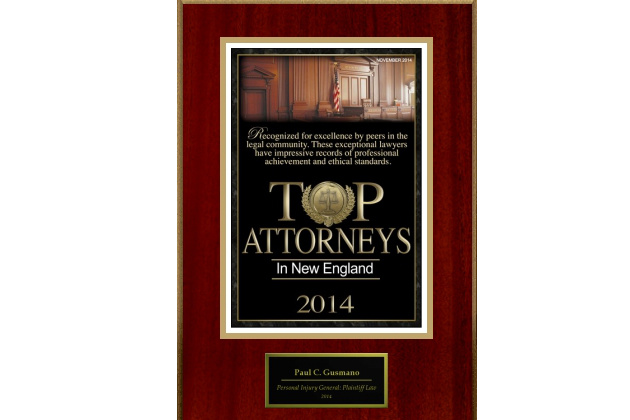 NOVEMBER 2014
Recognized for excellence by peers in the
legal community. These exceptional lawyers
have impressive records of professional
achievement and ethical standards.
TOP
ATTORNEYS
In New England
2014
Paul C. Gusmano
Personal Injury General: Plaintiff Law
2014